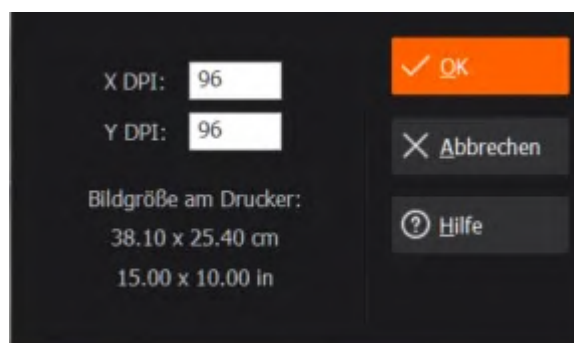 X DPI: 96
Y DPI: 96
Bildgröße am Drucker:
38.10 x 25.40 cm
15.00 x 10.00 in
OK
Abbrechen
Hilfe